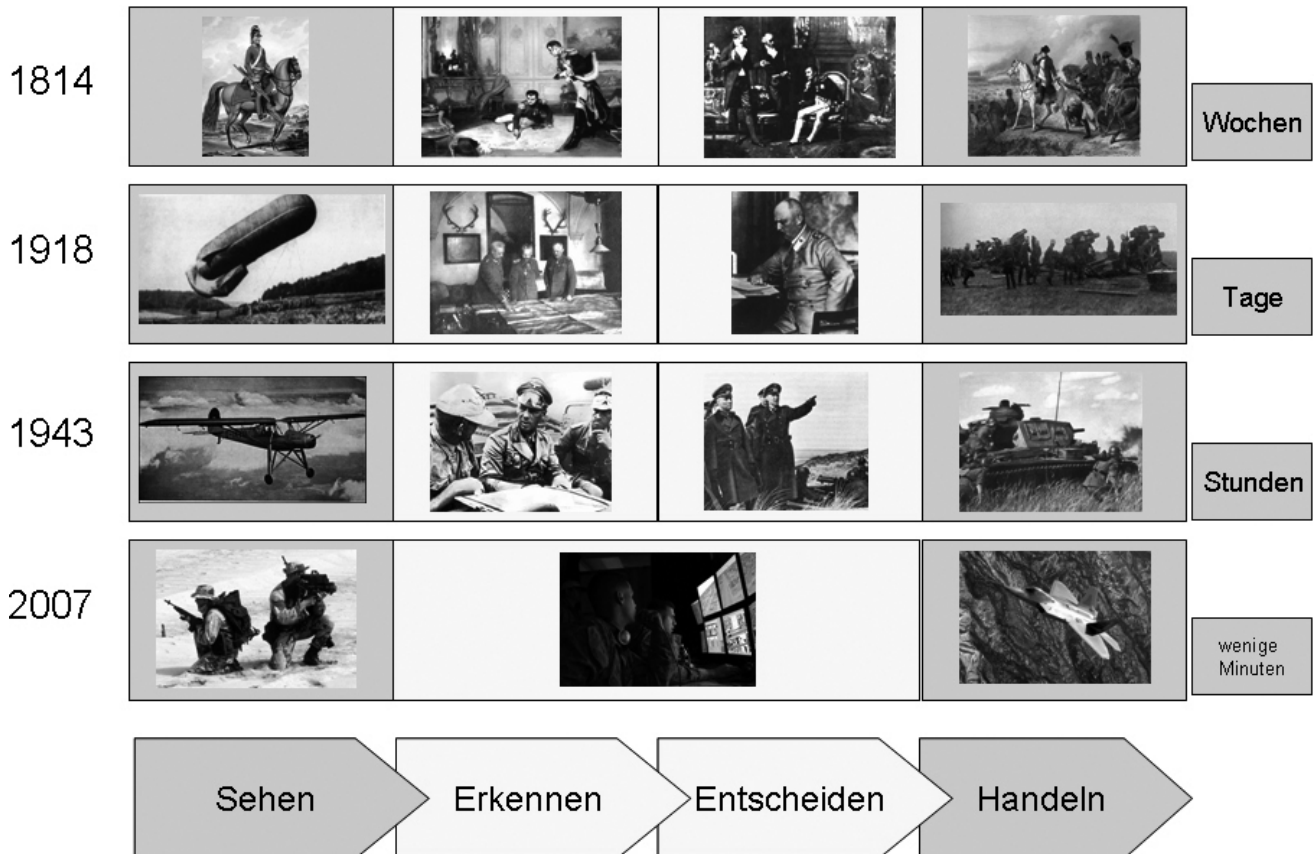 1814
Wochen
1918
Tage
1943
Stunden
2007
wenige
Minuten
Sehen
Erkennen
Entscheiden
Handeln